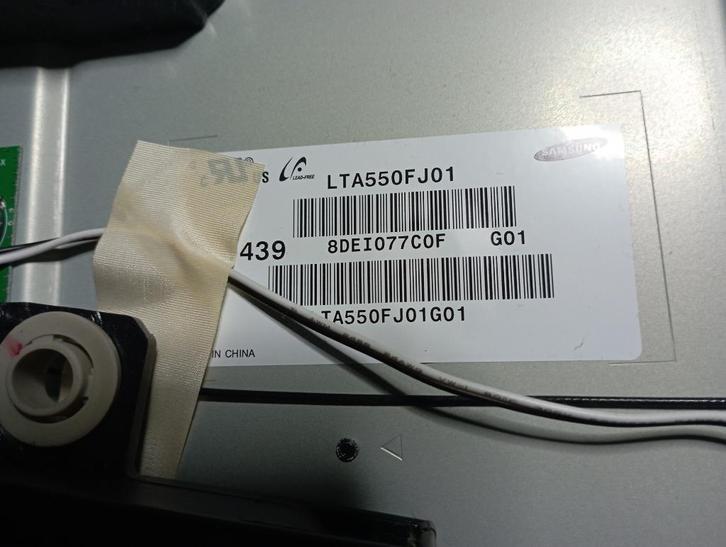 SAMSUNG
LEAD-FREE
LTA550FJ01
439
8DEI077C0F G01
TA550FJ01G01
IN CHINA